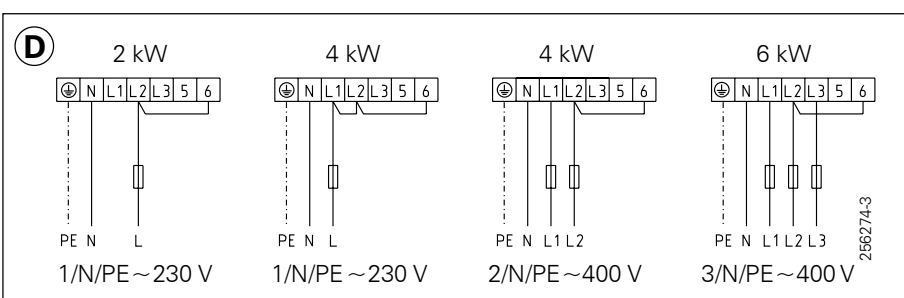 D
2 kW 4 kW 4 kW 6 kW
N L1 L2 L3 5 6 N L1 L2 L3 5 6 N L1 L2 L3 5 6 N L1 L2 L3 5 6
PE N L PE N L PE N L1 L2 PE N L1 L2 L3
1/N/PE ~ 230 V 1/N/PE ~ 230 V 2/N/PE ~ 400 V 3/N/PE ~ 400 V
256274-3